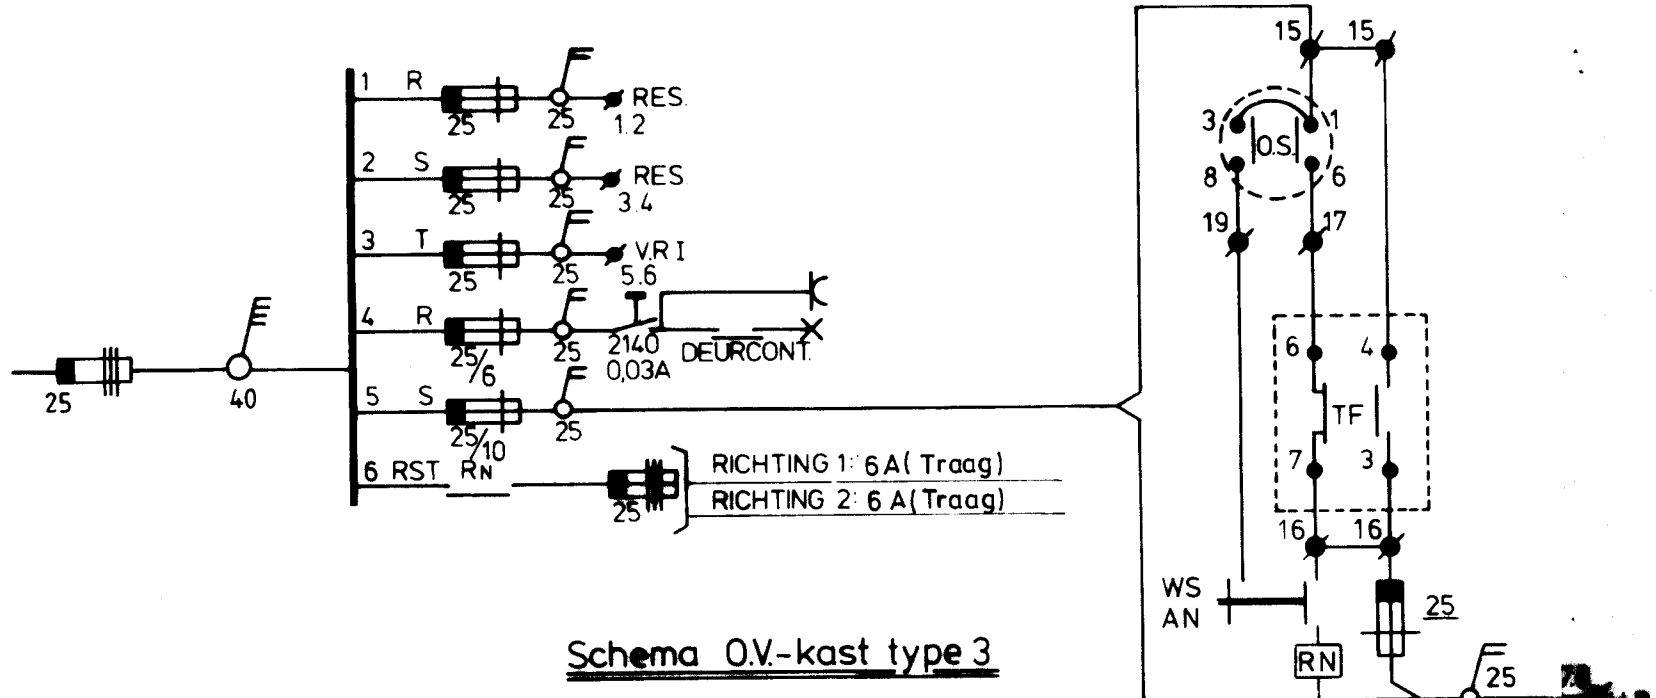 1 R 25 25 RES. 1.2
2 S 25 25 RES. 3.4
3 T 25 25 V.R I 5.6
4 R 25/6 25 2140 0,03A DEURCONT.
25 40
5 S 25/10 25
6 RST RN 25
RICHTING 1: 6 A (Traag)
RICHTING 2: 6 A (Traag)
Schema O.V.-kast type 3
15 15
3 1
O.S.
8 6
19 17
6 4
TF
7 3
16 16
WS
AN
25
RN
25